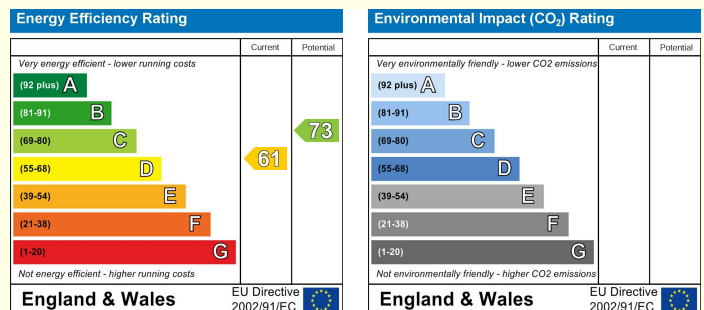 Energy Efficiency Rating
Current Potential
Very energy efficient - lower running costs
(92 plus) A
(81-91) B
(69-80) C
73
(55-68) D
61
(39-54) E
(21-38) F
(1-20) G
Not energy efficient - higher running costs
England & Wales
EU Directive
2002/91/EC
Environmental Impact (CO₂) Rating
Current Potential
Very environmentally friendly - lower CO2 emissions
(92 plus) A
(81-91) B
(69-80) C
(55-68) D
(39-54) E
(21-38) F
(1-20) G
Not environmentally friendly - higher CO2 emissions
England & Wales
EU Directive
2002/91/EC